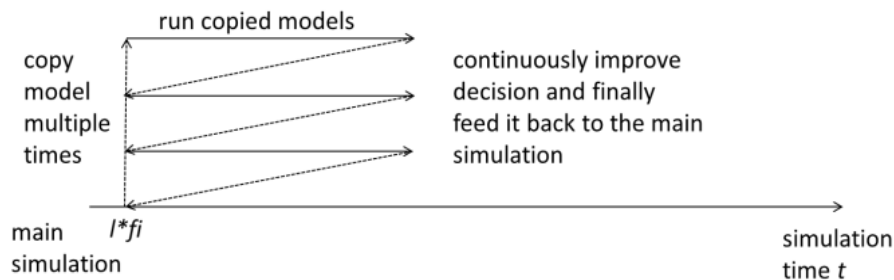 run copied models
copy
model
multiple
times
continuously improve
decision and finally
feed it back to the main
simulation
main
simulation
l*fi
simulation
time t